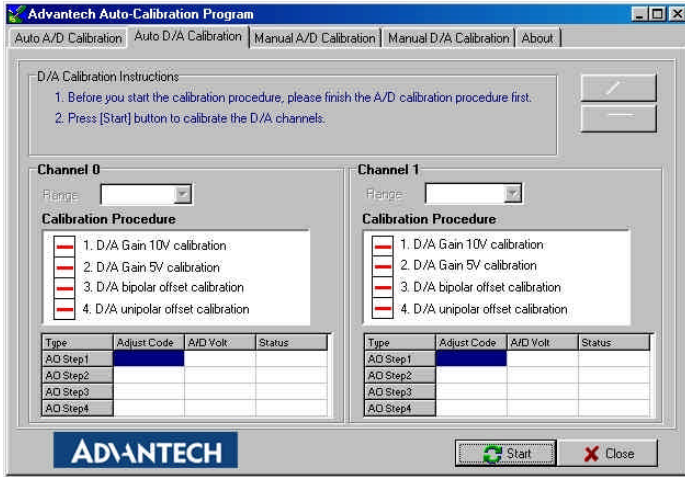 Advantech Auto-Calibration Program
Auto A/D Calibration Auto D/A Calibration Manual A/D Calibration Manual D/A Calibration About
D/A Calibration Instructions
1. Before you start the calibration procedure, please finish the A/D calibration procedure first.
2. Press [Start] button to calibrate the D/A channels.
Channel 0
Range
Calibration Procedure
1. D/A Gain 10V calibration
2. D/A Gain 5V calibration
3. D/A bipolar offset calibration
4. D/A unipolar offset calibration
Type Adjust Code A/D Volt Status
AO Step1
AO Step2
AO Step3
AO Step4
Channel 1
Range
Calibration Procedure
1. D/A Gain 10V calibration
2. D/A Gain 5V calibration
3. D/A bipolar offset calibration
4. D/A unipolar offset calibration
Type Adjust Code A/D Volt Status
AO Step1
AO Step2
AO Step3
AO Step4
ADVANTECH
Start Close